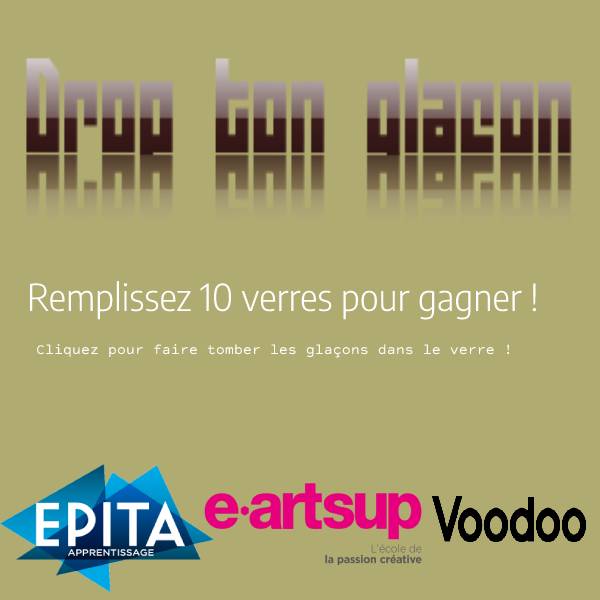 Drop ton glaçon
Remplissez 10 verres pour gagner !
Cliquez pour faire tomber les glaçons dans le verre !
EPITA
APPRENTISSAGE
e·artsup
L'école de
la passion créative
Voodoo